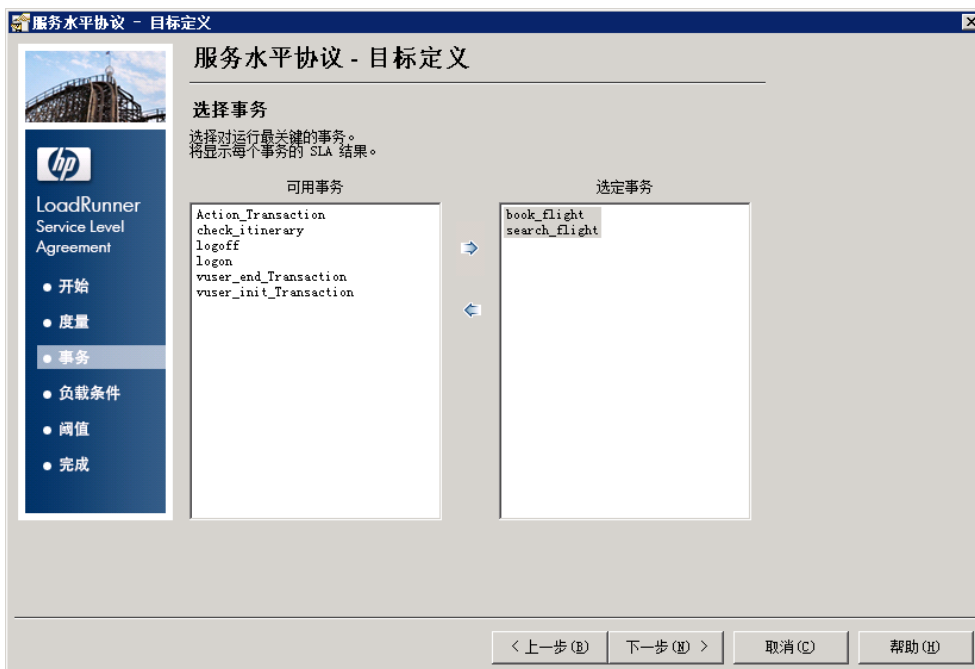 服务水平协议 - 目标定义
服务水平协议 - 目标定义
选择事务
选择对运行最关键的事务。
将显示每个事务的 SLA 结果。
hp
LoadRunner
Service Level
Agreement
开始
度量
事务
负载条件
阈值
完成
可用事务
Action_Transaction
check_itinerary
logoff
logon
vuser_end_Transaction
vuser_init_Transaction
选定事务
book_flight
search_flight
< 上一步(B)
下一步(N) >
取消(C)
帮助(H)